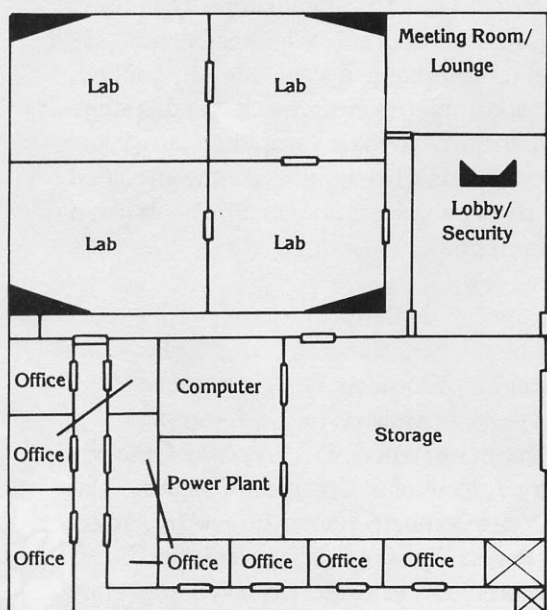 Meeting Room/
Lounge
Lab
Lab
Lobby/
Security
Lab
Lab
Office
Computer
Office
Storage
Power Plant
Office
Office
Office
Office
Office